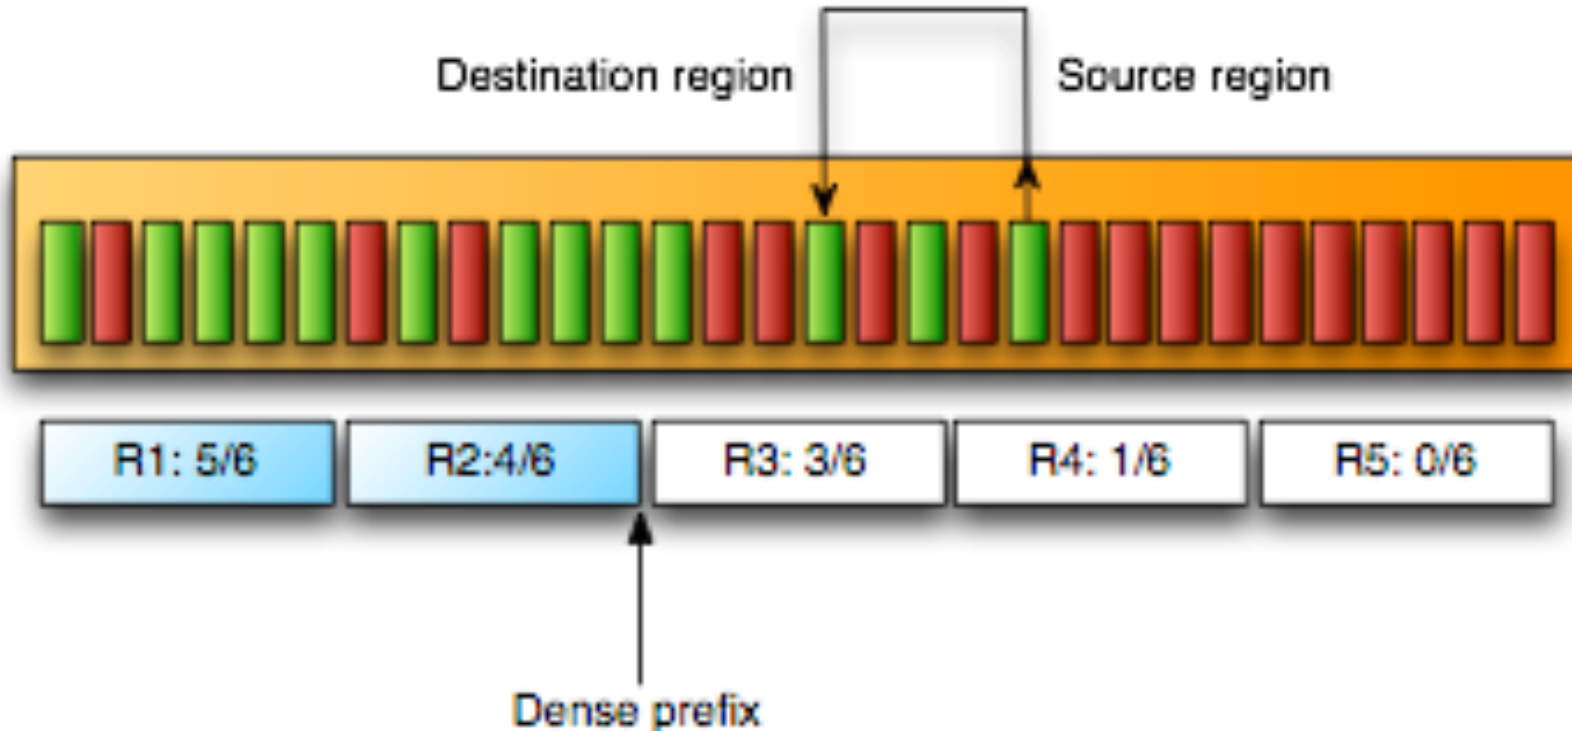 Destination region
Source region
R1: 5/6
R2:4/6
R3: 3/6
R4: 1/6
R5: 0/6
Dense prefix